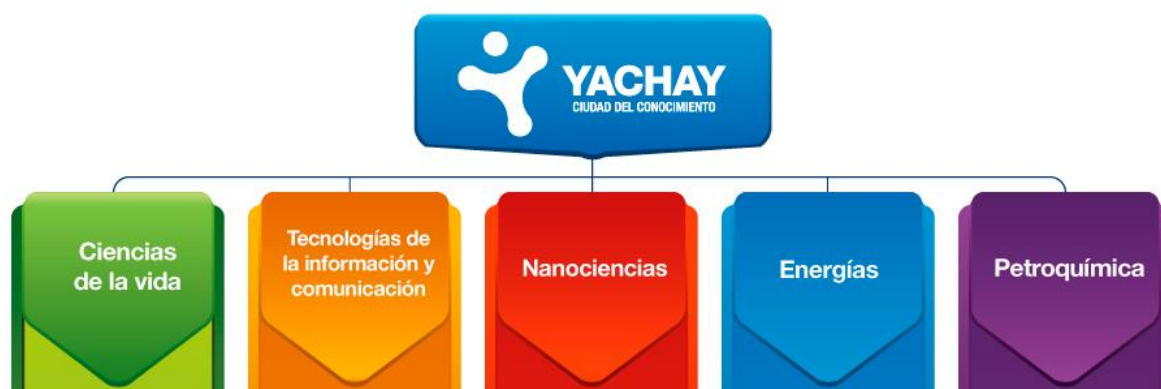 YACHAY
CIUDAD DEL CONOCIMIENTO
Ciencias
de la vida
Tecnologías de
la información y
comunicación
Nanociencias
Energías
Petroquímica